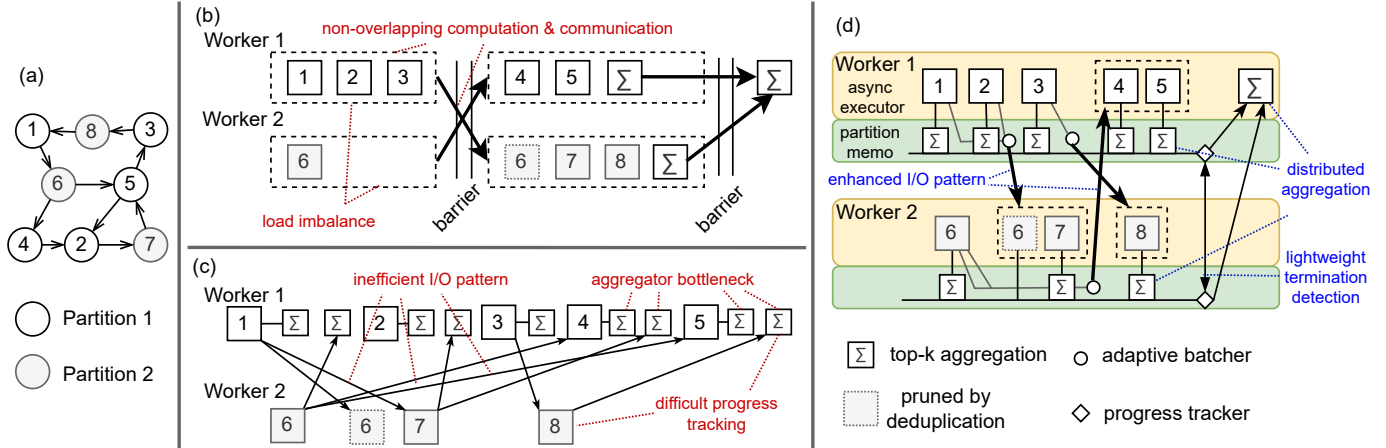 (a)
1
8
3
6
5
4
2
7
Partition 1
Partition 2
(b)
non-overlapping computation & communication
Worker 1
1 2 3
4 5 Σ
Σ
Worker 2
6
6 7 8 Σ
load imbalance
barrier
barrier
(c)
inefficient I/O pattern
aggregator bottleneck
Worker 1
1 Σ Σ 2 Σ Σ 3 Σ 4 Σ Σ 5 Σ Σ
Worker 2
6 6 7 8
difficult progress
tracking
(d)
Worker 1
async
executor
1 2 3 4 5 Σ
partition
memo
Σ Σ Σ Σ Σ
enhanced I/O pattern
distributed
aggregation
Worker 2
6 6 7 8
Σ Σ Σ
lightweight
termination
detection
Σ top-k aggregation
adaptive batcher
pruned by
deduplication
progress tracker